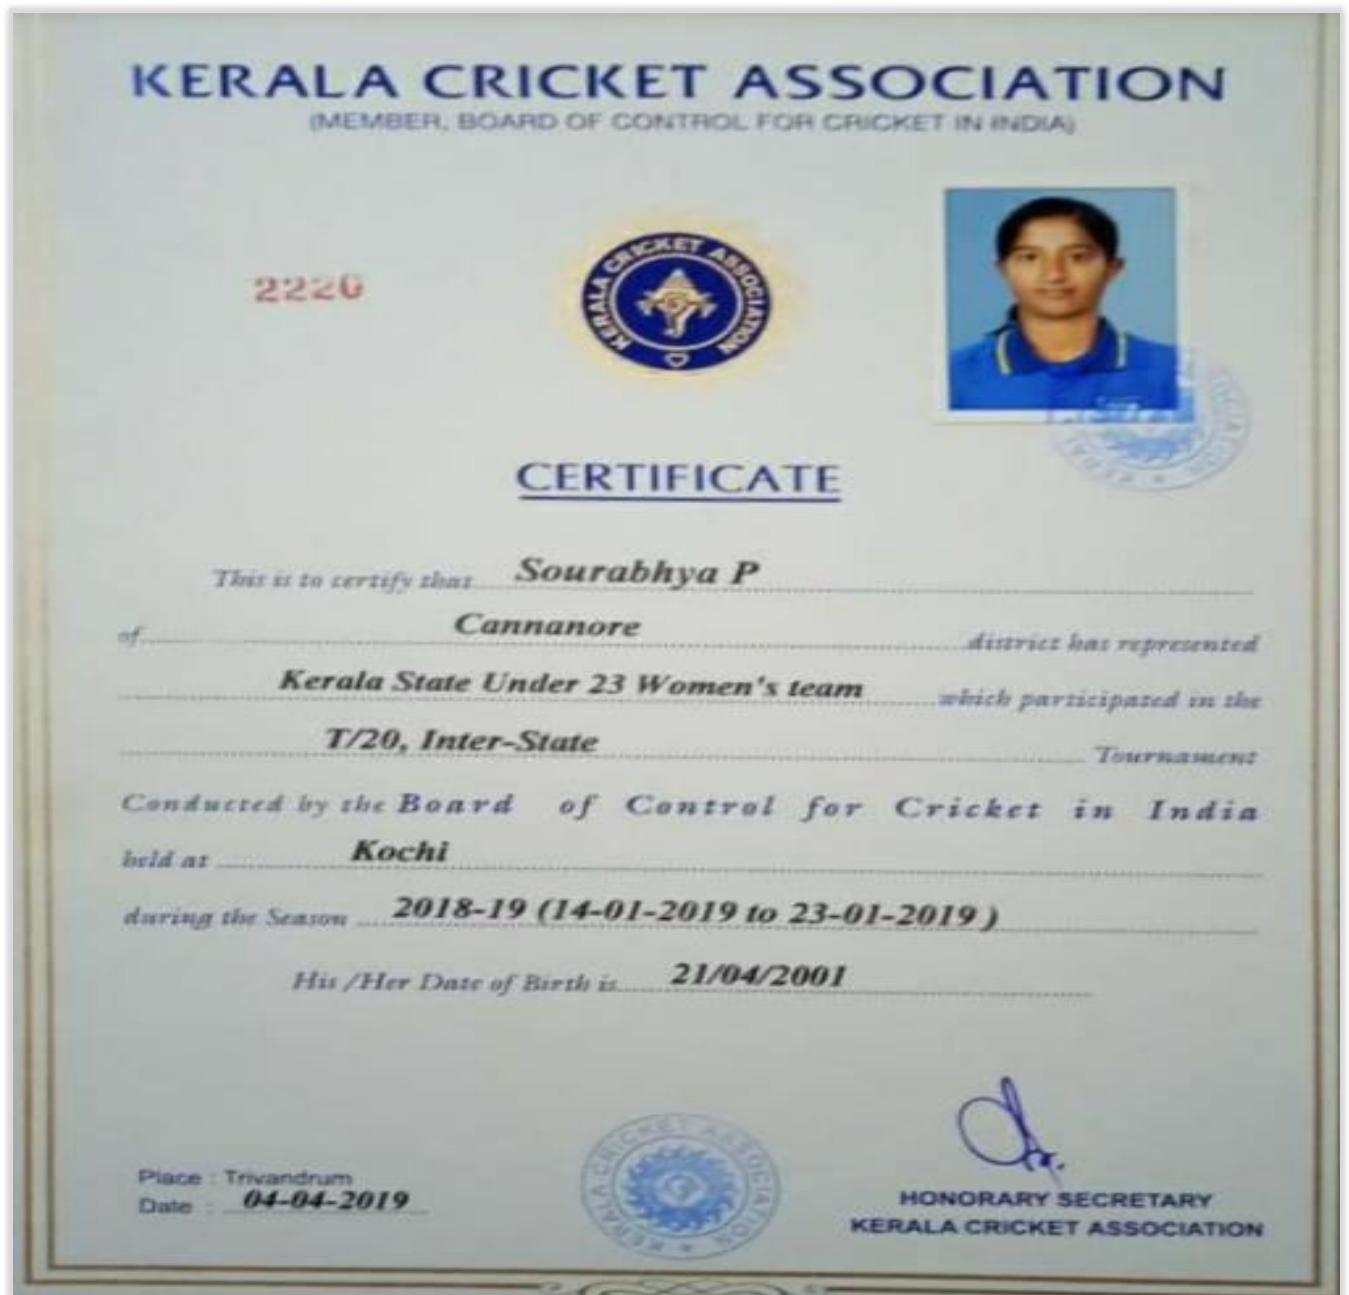 KERALA CRICKET ASSOCIATION
(MEMBER, BOARD OF CONTROL FOR CRICKET IN INDIA)
2226
KERALA CRICKET ASSOCIATION
CERTIFICATE
This is to certify that Sourabhya P
of Cannanore district has represented
Kerala State Under 23 Women's team which participated in the
T/20, Inter-State Tournament
Conducted by the Board of Control for Cricket in India
held at Kochi
during the Season 2018-19 (14-01-2019 to 23-01-2019 )
His /Her Date of Birth is 21/04/2001
KERALA CRICKET ASSOCIATION
Place : Trivandrum
Date : 04-04-2019
HONORARY SECRETARY
KERALA CRICKET ASSOCIATION